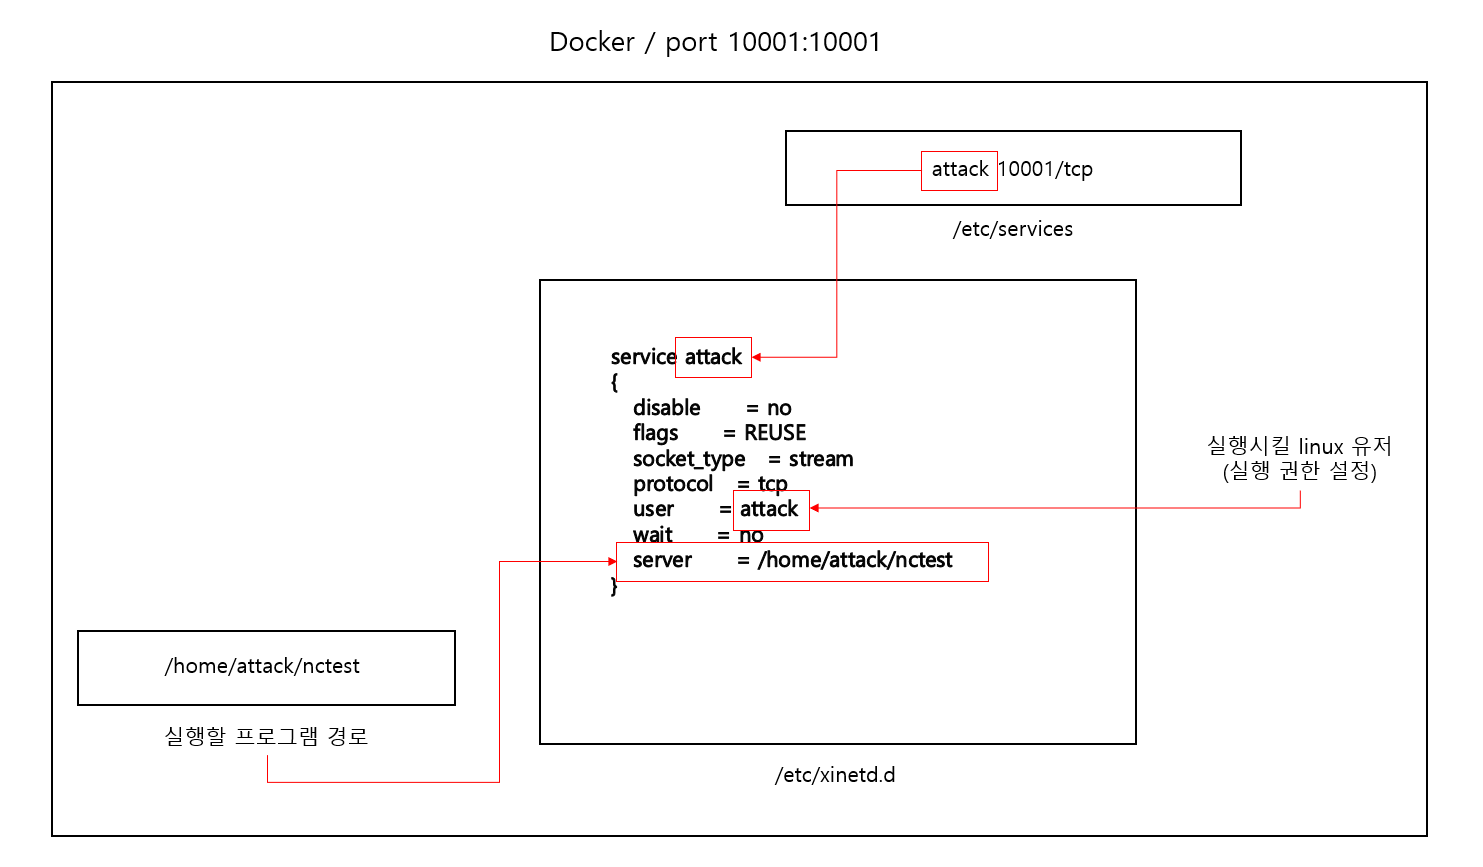 Docker / port 10001:10001
attack 10001/tcp
/etc/services
service attack
{
disable = no
flags = REUSE
socket_type = stream
protocol = tcp
user = attack
wait = no
server = /home/attack/nctest
}
/etc/xinetd.d
실행시킬 linux 유저
(실행 권한 설정)
/home/attack/nctest
실행할 프로그램 경로